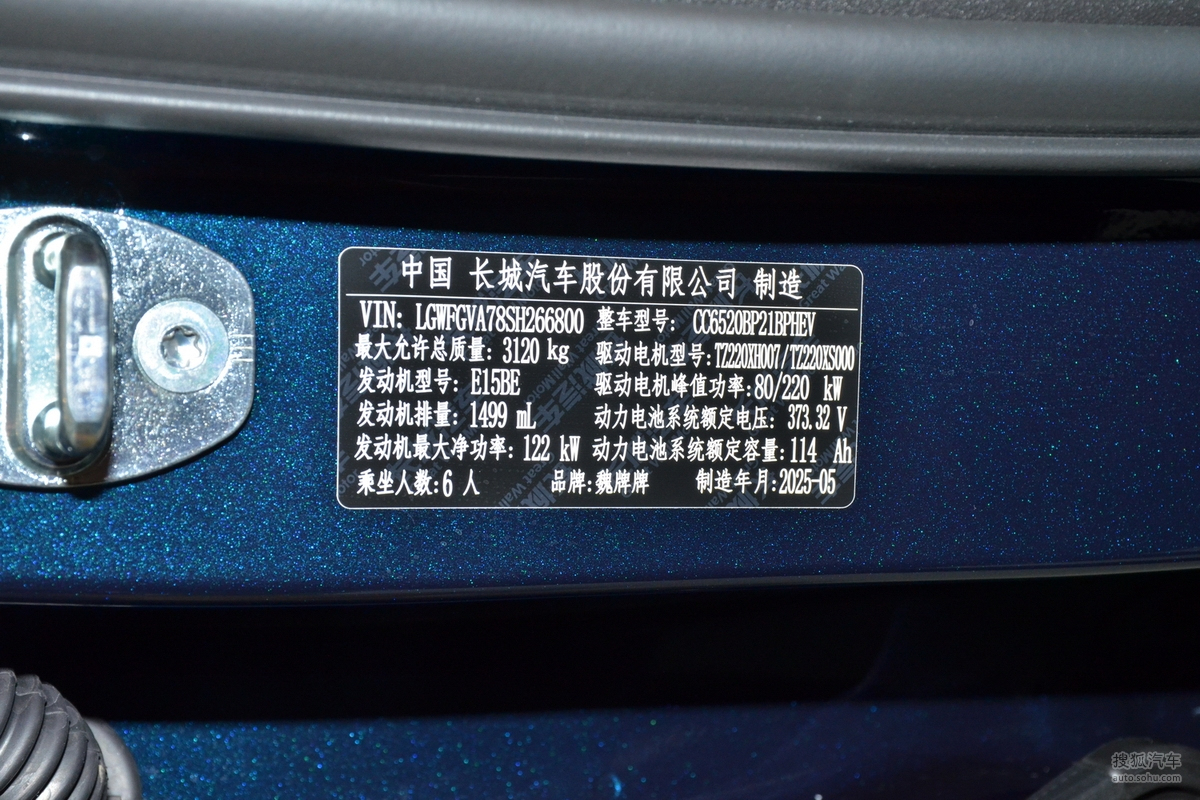 中国 长城汽车股份有限公司 制造
VIN: LGWFGVA78SH266800 整车型号: CC6520BP21BPHEV
最大允许总质量: 3120 kg 驱动电机型号: TZ220XH007/TZ220XS000
发动机型号: E15BE 驱动电机峰值功率: 80/220 kW
发动机排量: 1499 mL 动力电池系统额定电压: 373.32 V
发动机最大净功率: 122 kW 动力电池系统额定容量: 114 Ah
乘坐人数: 6 人 品牌: 魏牌牌 制造年月: 2025-05
搜狐汽车
auto.sohu.com